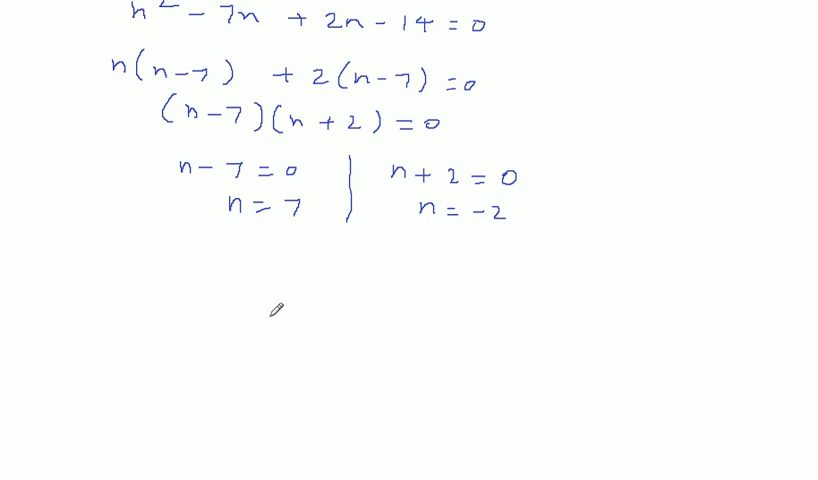 n² - 7n + 2n - 14 = 0
n(n-7) + 2(n-7) = 0
(n-7)(n+2) = 0
n - 7 = 0 | n + 2 = 0
n = 7 | n = -2